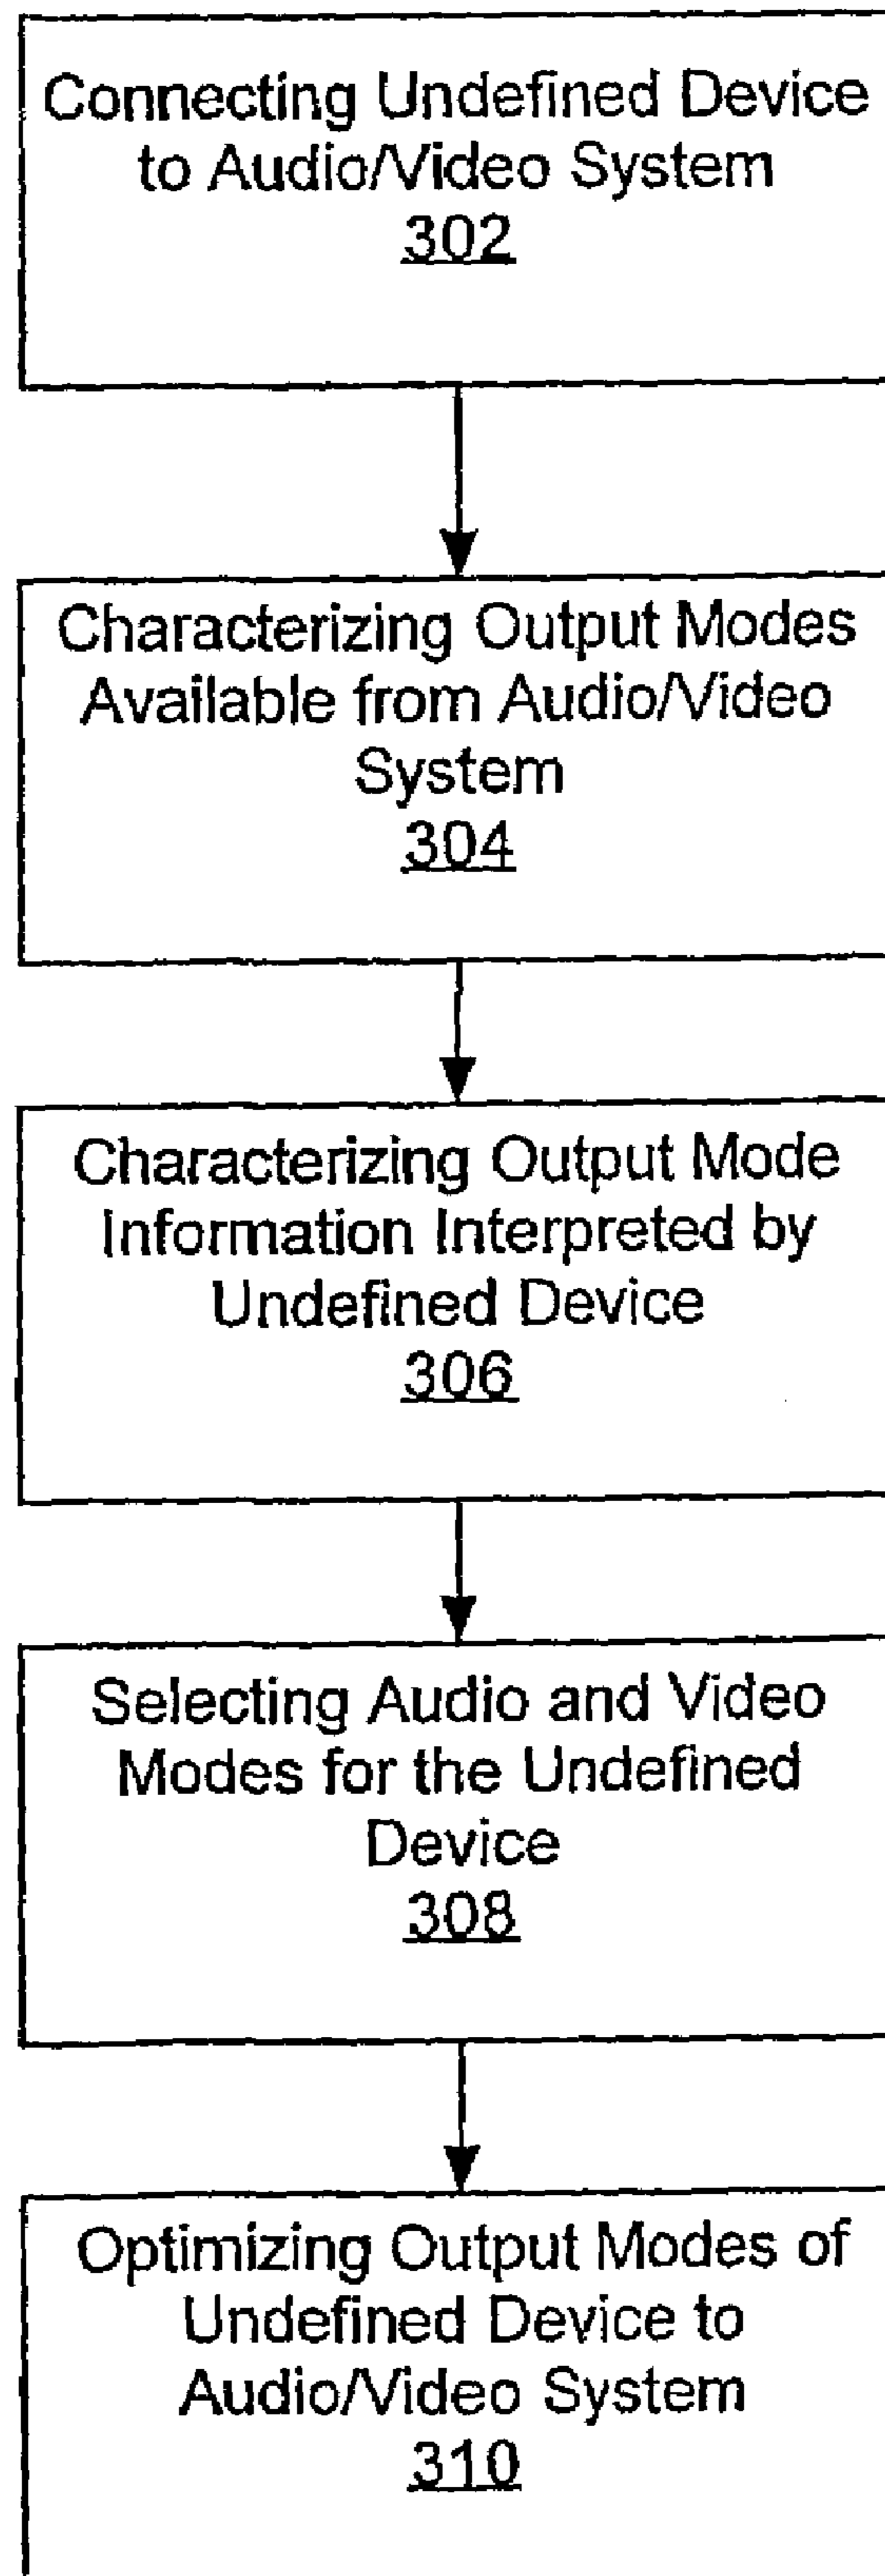 Connecting Undefined Device
to Audio/Video System
302
Characterizing Output Modes
Available from Audio/Video
System
304
Characterizing Output Mode
Information Interpreted by
Undefined Device
306
Selecting Audio and Video
Modes for the Undefined
Device
308
Optimizing Output Modes of
Undefined Device to
Audio/Video System
310